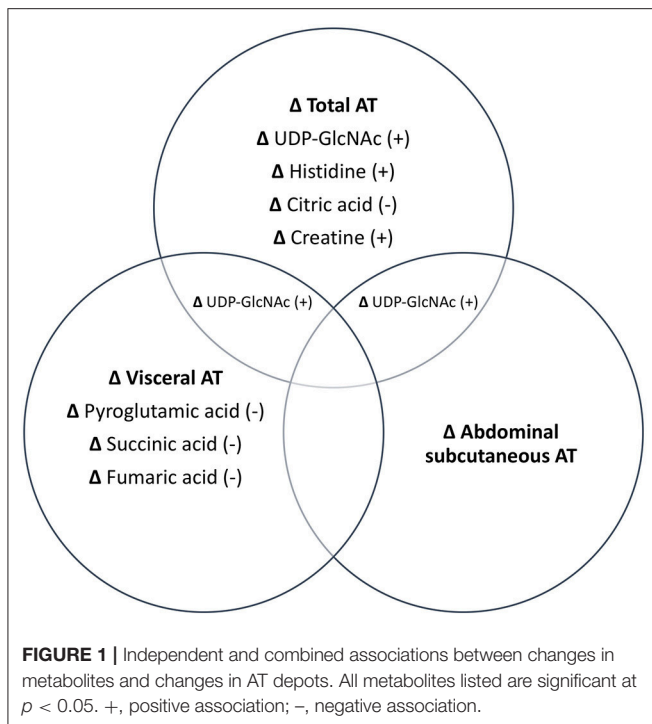 Δ Total AT
Δ UDP-GlcNAc (+)
Δ Histidine (+)
Δ Citric acid (-)
Δ Creatine (+)
Δ UDP-GlcNAc (+)
Δ UDP-GlcNAc (+)
Δ Visceral AT
Δ Pyroglutamic acid (-)
Δ Succinic acid (-)
Δ Fumaric acid (-)
Δ Abdominal
subcutaneous AT
FIGURE 1 | Independent and combined associations between changes in
metabolites and changes in AT depots. All metabolites listed are significant at
p < 0.05. +, positive association; –, negative association.